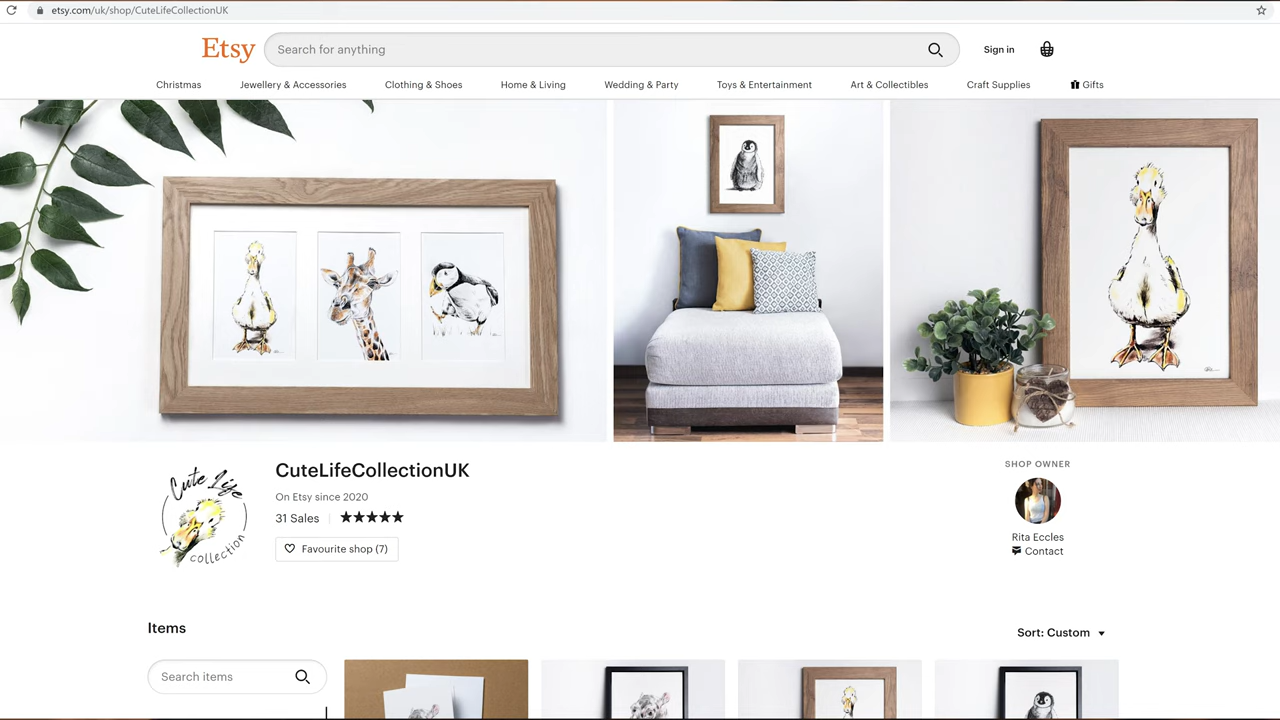 etsy.com/uk/shop/CuteLifeCollectionUK
Etsy
Search for anything
Sign in
Christmas
Jewellery & Accessories
Clothing & Shoes
Home & Living
Wedding & Party
Toys & Entertainment
Art & Collectibles
Craft Supplies
Gifts
Cute Life
collection
CuteLifeCollectionUK
On Etsy since 2020
31 Sales
Favourite shop (7)
SHOP OWNER
Rita Eccles
Contact
Items
Sort: Custom
Search items